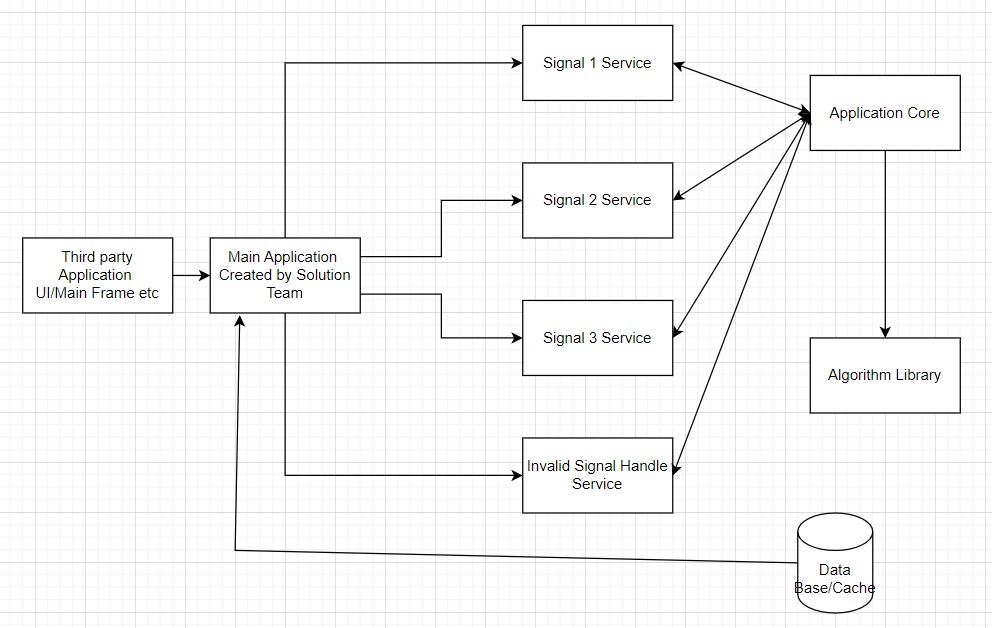 Signal 1 Service
Application Core
Signal 2 Service
Third party
Application
UI/Main Frame etc
Main Application
Created by Solution
Team
Signal 3 Service
Algorithm Library
Invalid Signal Handle
Service
Data
Base/Cache